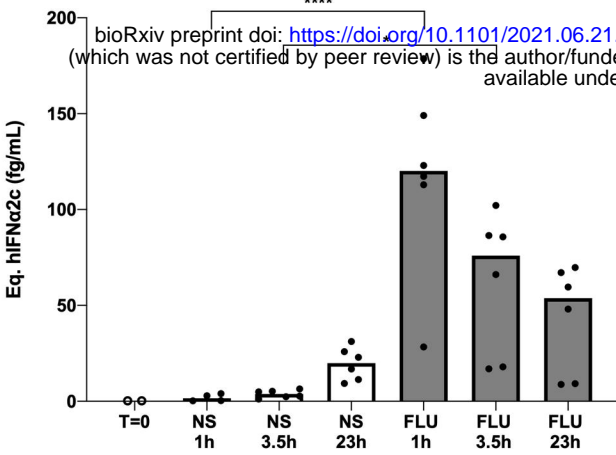 ****
200
bioRxiv preprint doi: https://doi.org/10.1101/2021.06.21
*
(which was not certified by peer review) is the author/funde
available unde
150
100
50
0
Eq. hIFNα2c (fg/mL)
T=0 NS NS NS FLU FLU FLU
1h 3.5h 23h 1h 3.5h 23h